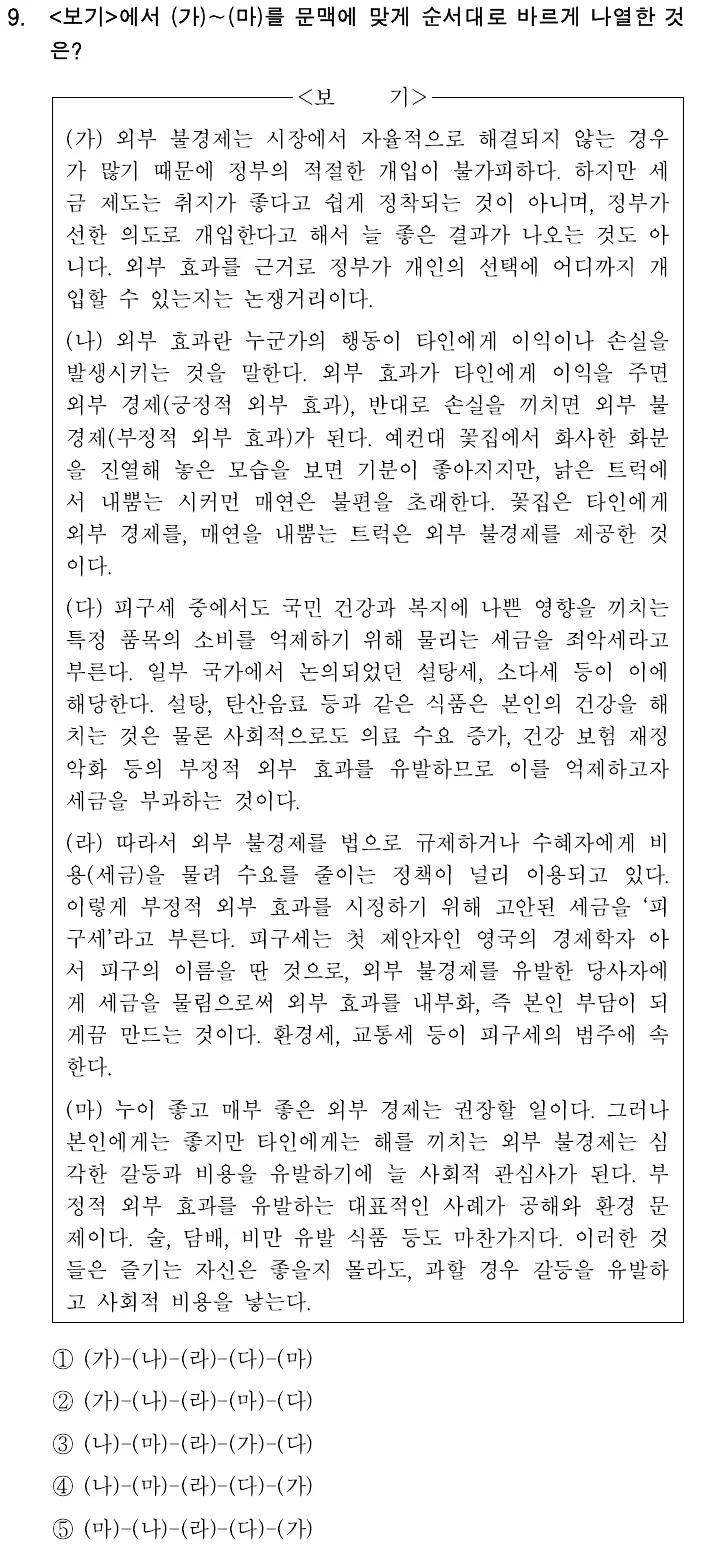 9. <보기>에서 (가)~(마)를 문맥에 맞게 순서대로 바르게 나열한 것
은?
<보 기>
(가) 외부 불경제는 시장에서 자율적으로 해결되지 않는 경우
가 많기 때문에 정부의 적절한 개입이 불가피하다. 하지만 세
금 제도는 취지가 좋다고 쉽게 정착되는 것이 아니며, 정부가
선한 의도로 개입한다고 해서 늘 좋은 결과가 나오는 것도 아
니다. 외부 효과를 근거로 정부가 개인의 선택에 어디까지 개
입할 수 있는지는 논쟁거리이다.
(나) 외부 효과란 누군가의 행동이 타인에게 이익이나 손실을
발생시키는 것을 말한다. 외부 효과가 타인에게 이익을 주면
외부 경제(긍정적 외부 효과), 반대로 손실을 끼치면 외부 불
경제(부정적 외부 효과)가 된다. 예컨대 꽃집에서 화사한 화분
을 진열해 놓은 모습을 보면 기분이 좋아지지만, 낡은 트럭에
서 내뿜는 시커먼 매연은 불편을 초래한다. 꽃집은 타인에게
외부 경제를, 매연을 내뿜는 트럭은 외부 불경제를 제공한 것
이다.
(다) 피구세 중에서도 국민 건강과 복지에 나쁜 영향을 끼치는
특정 품목의 소비를 억제하기 위해 물리는 세금을 죄악세라고
부른다. 일부 국가에서 논의되었던 설탕세, 소다세 등이 이에
해당한다. 설탕, 탄산음료 등과 같은 식품은 본인의 건강을 해
치는 것은 물론 사회적으로도 의료 수요 증가, 건강 보험 재정
악화 등의 부정적 외부 효과를 유발하므로 이를 억제하고자
세금을 부과하는 것이다.
(라) 따라서 외부 불경제를 법으로 규제하거나 수혜자에게 비
용(세금)을 물려 수요를 줄이는 정책이 널리 이용되고 있다.
이렇게 부정적 외부 효과를 시정하기 위해 고안된 세금을 ‘피
구세’라고 부른다. 피구세는 첫 제안자인 영국의 경제학자 아
서 피구의 이름을 딴 것으로, 외부 불경제를 유발한 당사자에
게 세금을 물림으로써 외부 효과를 내부화, 즉 본인 부담이 되
게끔 만드는 것이다. 환경세, 교통세 등이 피구세의 범주에 속
한다.
(마) 누이 좋고 매부 좋은 외부 경제는 권장할 일이다. 그러나
본인에게는 좋지만 타인에게는 해를 끼치는 외부 불경제는 심
각한 갈등과 비용을 유발하기에 늘 사회적 관심사가 된다. 부
정적 외부 효과를 유발하는 대표적인 사례가 공해와 환경 문
제이다. 술, 담배, 비만 유발 식품 등도 마찬가지다. 이러한 것
들은 즐기는 자신은 좋을지 몰라도, 과할 경우 갈등을 유발하
고 사회적 비용을 낳는다.
① (가)-(나)-(라)-(다)-(마)
② (가)-(나)-(라)-(마)-(다)
③ (나)-(마)-(라)-(가)-(다)
④ (나)-(마)-(라)-(다)-(가)
⑤ (마)-(나)-(라)-(다)-(가)